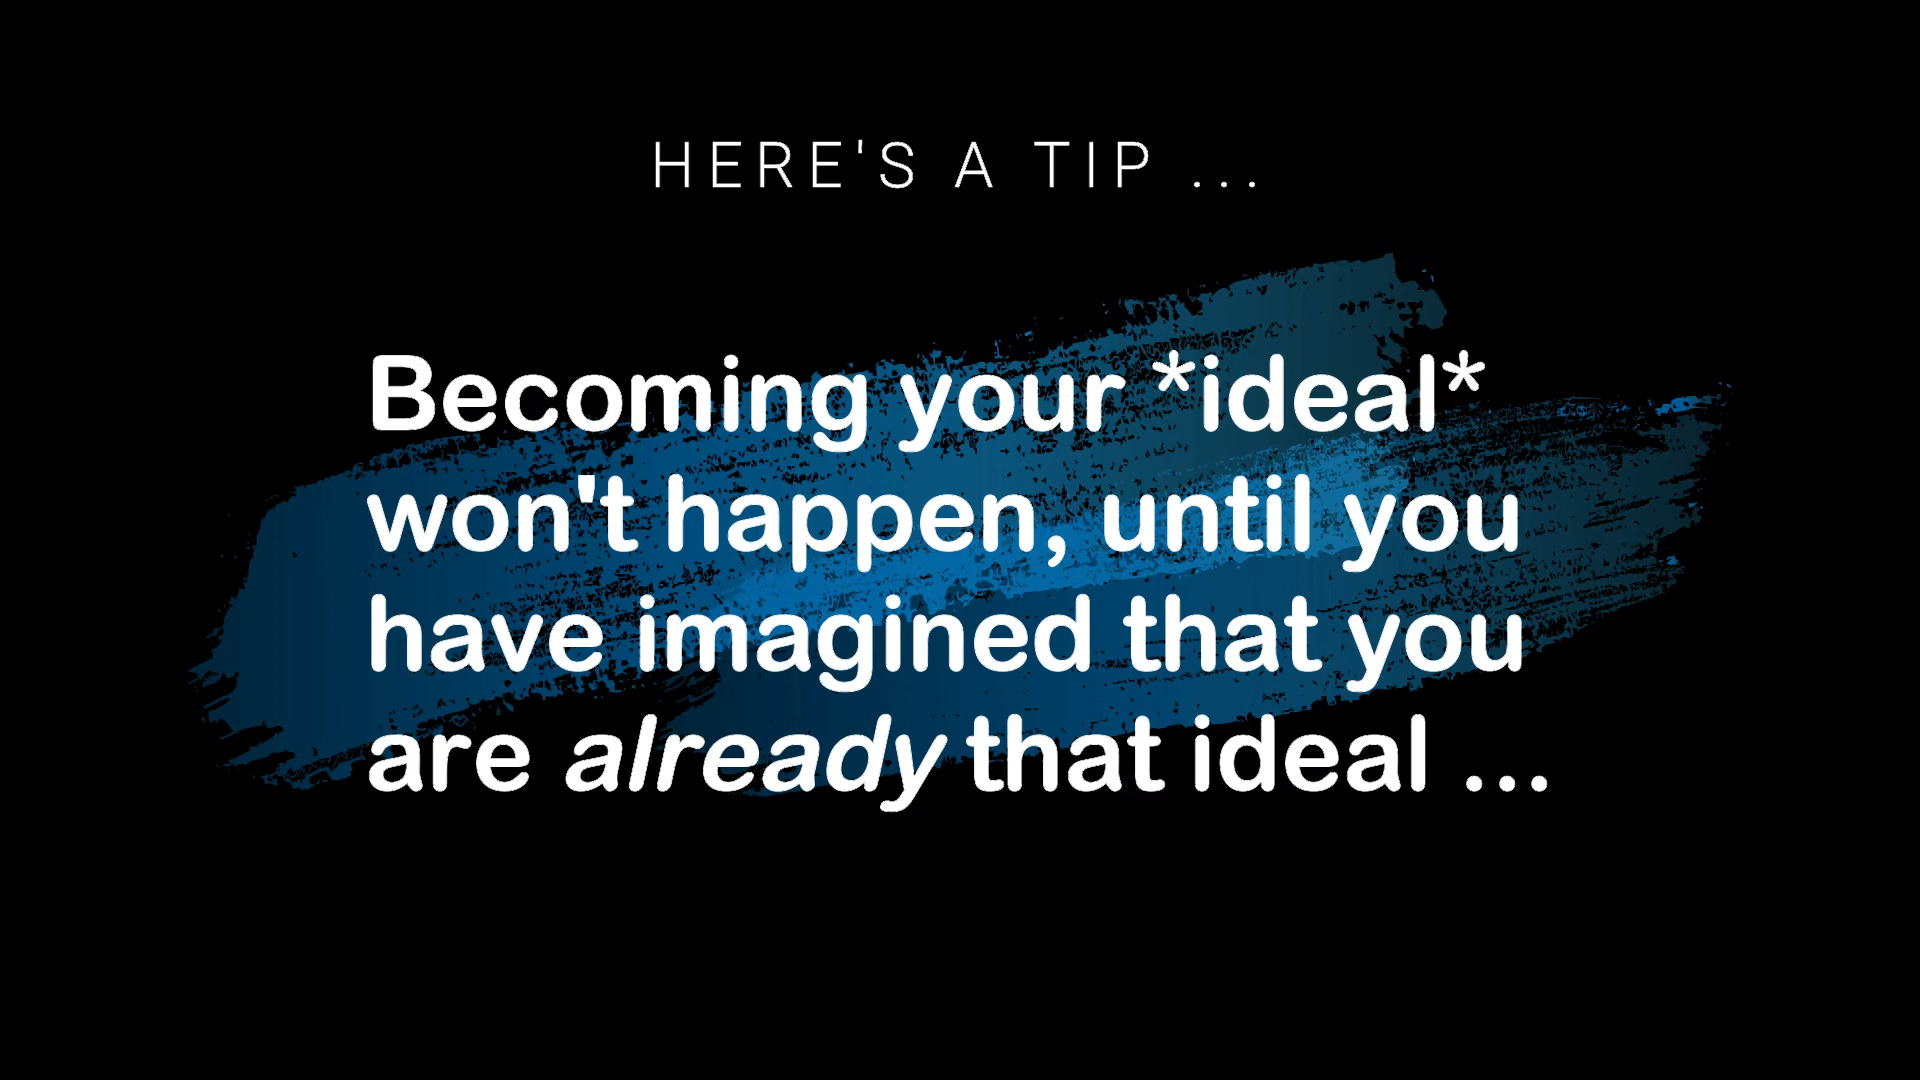 HERE'S A TIP ...
Becoming your *ideal*
won't happen, until you
have imagined that you
are already that ideal ...